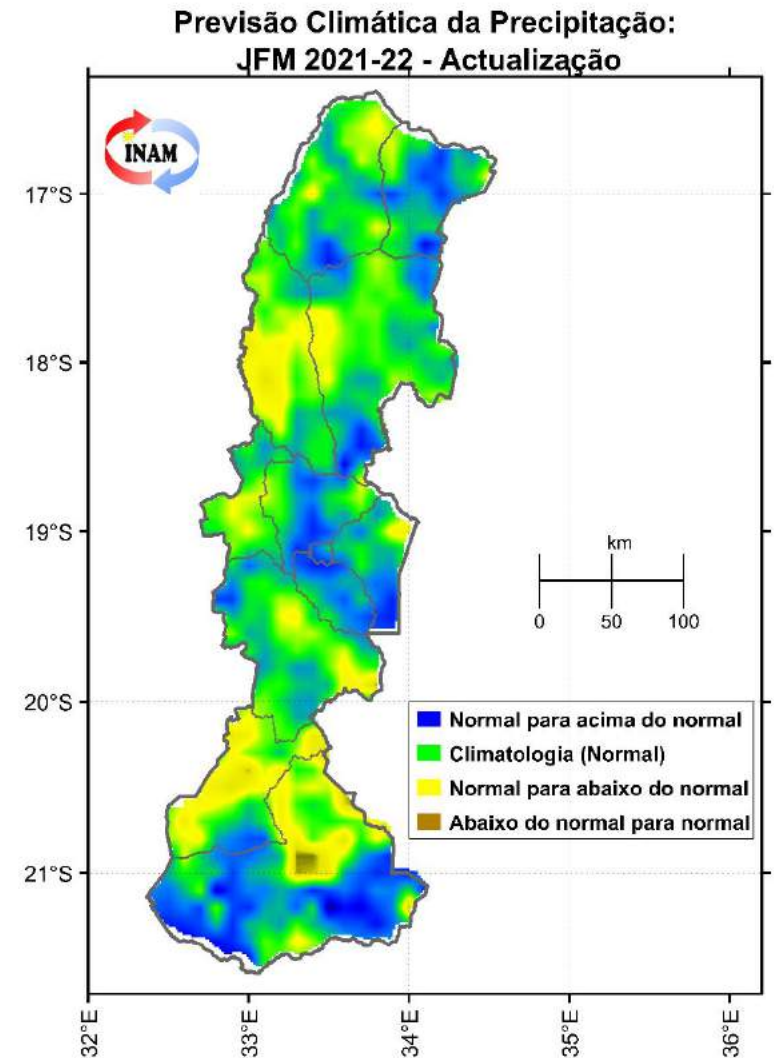 Previsão Climática da Precipitação:
JFM 2021-22 - Actualização
INAM
17°S
18°S
19°S
20°S
21°S
km
0 50 100
Normal para acima do normal
Climatologia (Normal)
Normal para abaixo do normal
Abaixo do normal para normal
32°E 33°E 34°E 35°E 36°E